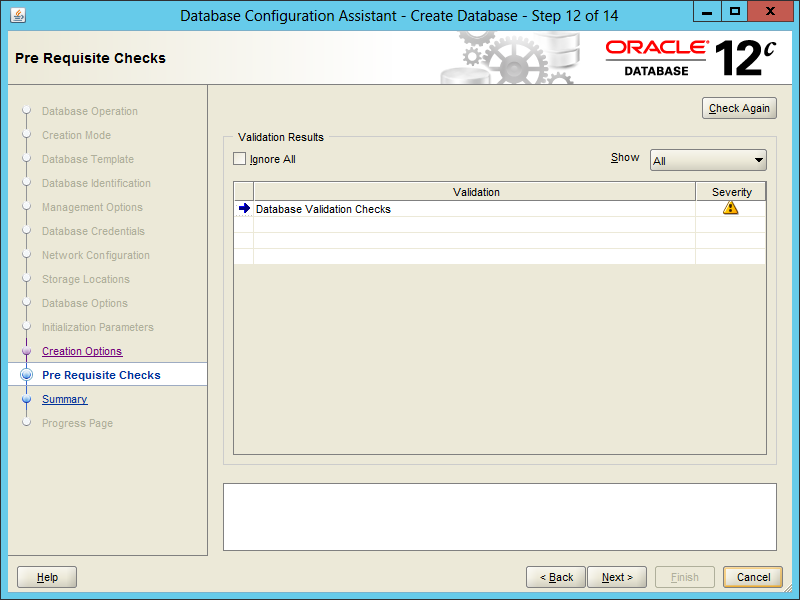 Database Configuration Assistant - Create Database - Step 12 of 14
Pre Requisite Checks
ORACLE®
DATABASE
12c
Database Operation
Creation Mode
Database Template
Database Identification
Management Options
Database Credentials
Network Configuration
Storage Locations
Database Options
Initialization Parameters
Creation Options
Pre Requisite Checks
Summary
Progress Page
Check Again
Validation Results
Ignore All
Show
All
Validation
Severity
Database Validation Checks
Help
< Back
Next >
Finish
Cancel